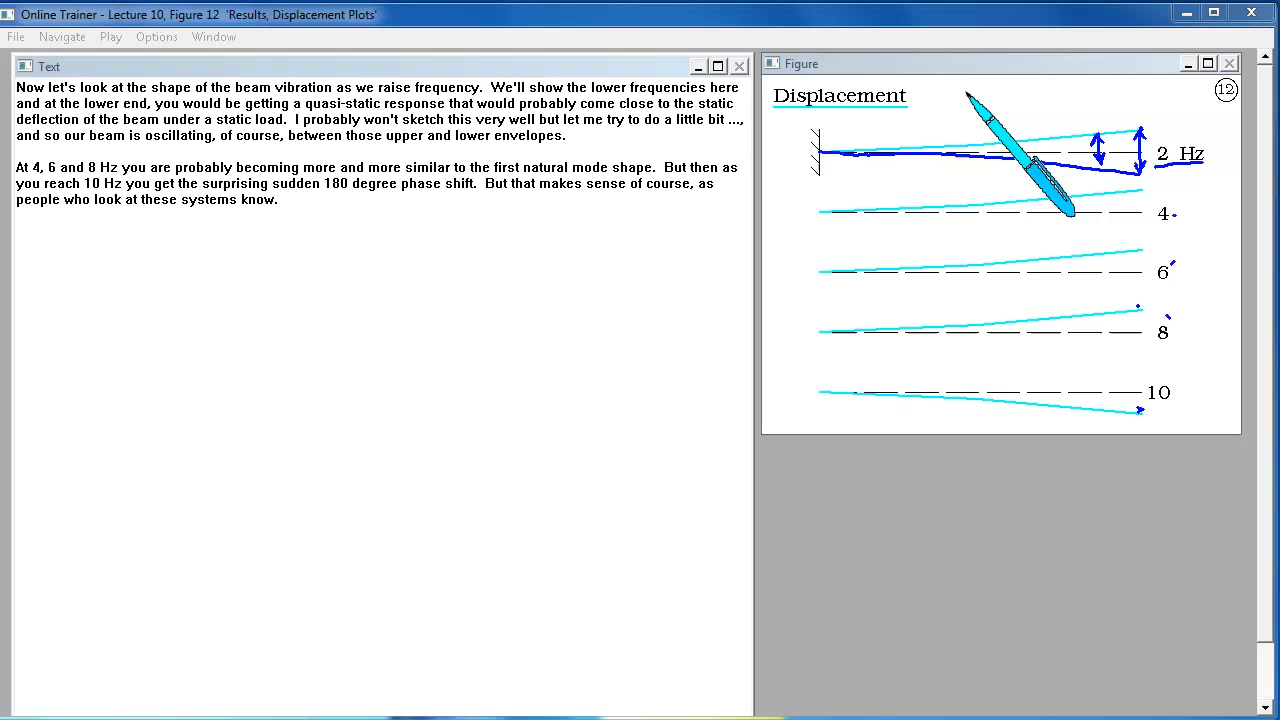 Online Trainer - Lecture 10, Figure 12 'Results, Displacement Plots'
File Navigate Play Options Window
Text
Now let's look at the shape of the beam vibration as we raise frequency. We'll show the lower frequencies here
and at the lower end, you would be getting a quasi-static response that would probably come close to the static
deflection of the beam under a static load. I probably won't sketch this very well but let me try to do a little bit ...,
and so our beam is oscillating, of course, between those upper and lower envelopes.
At 4, 6 and 8 Hz you are probably becoming more and more similar to the first natural mode shape. But then as
you reach 10 Hz you get the surprising sudden 180 degree phase shift. But that makes sense of course, as
people who look at these systems know.
Figure
Displacement
12
2 Hz
4
6
8
10